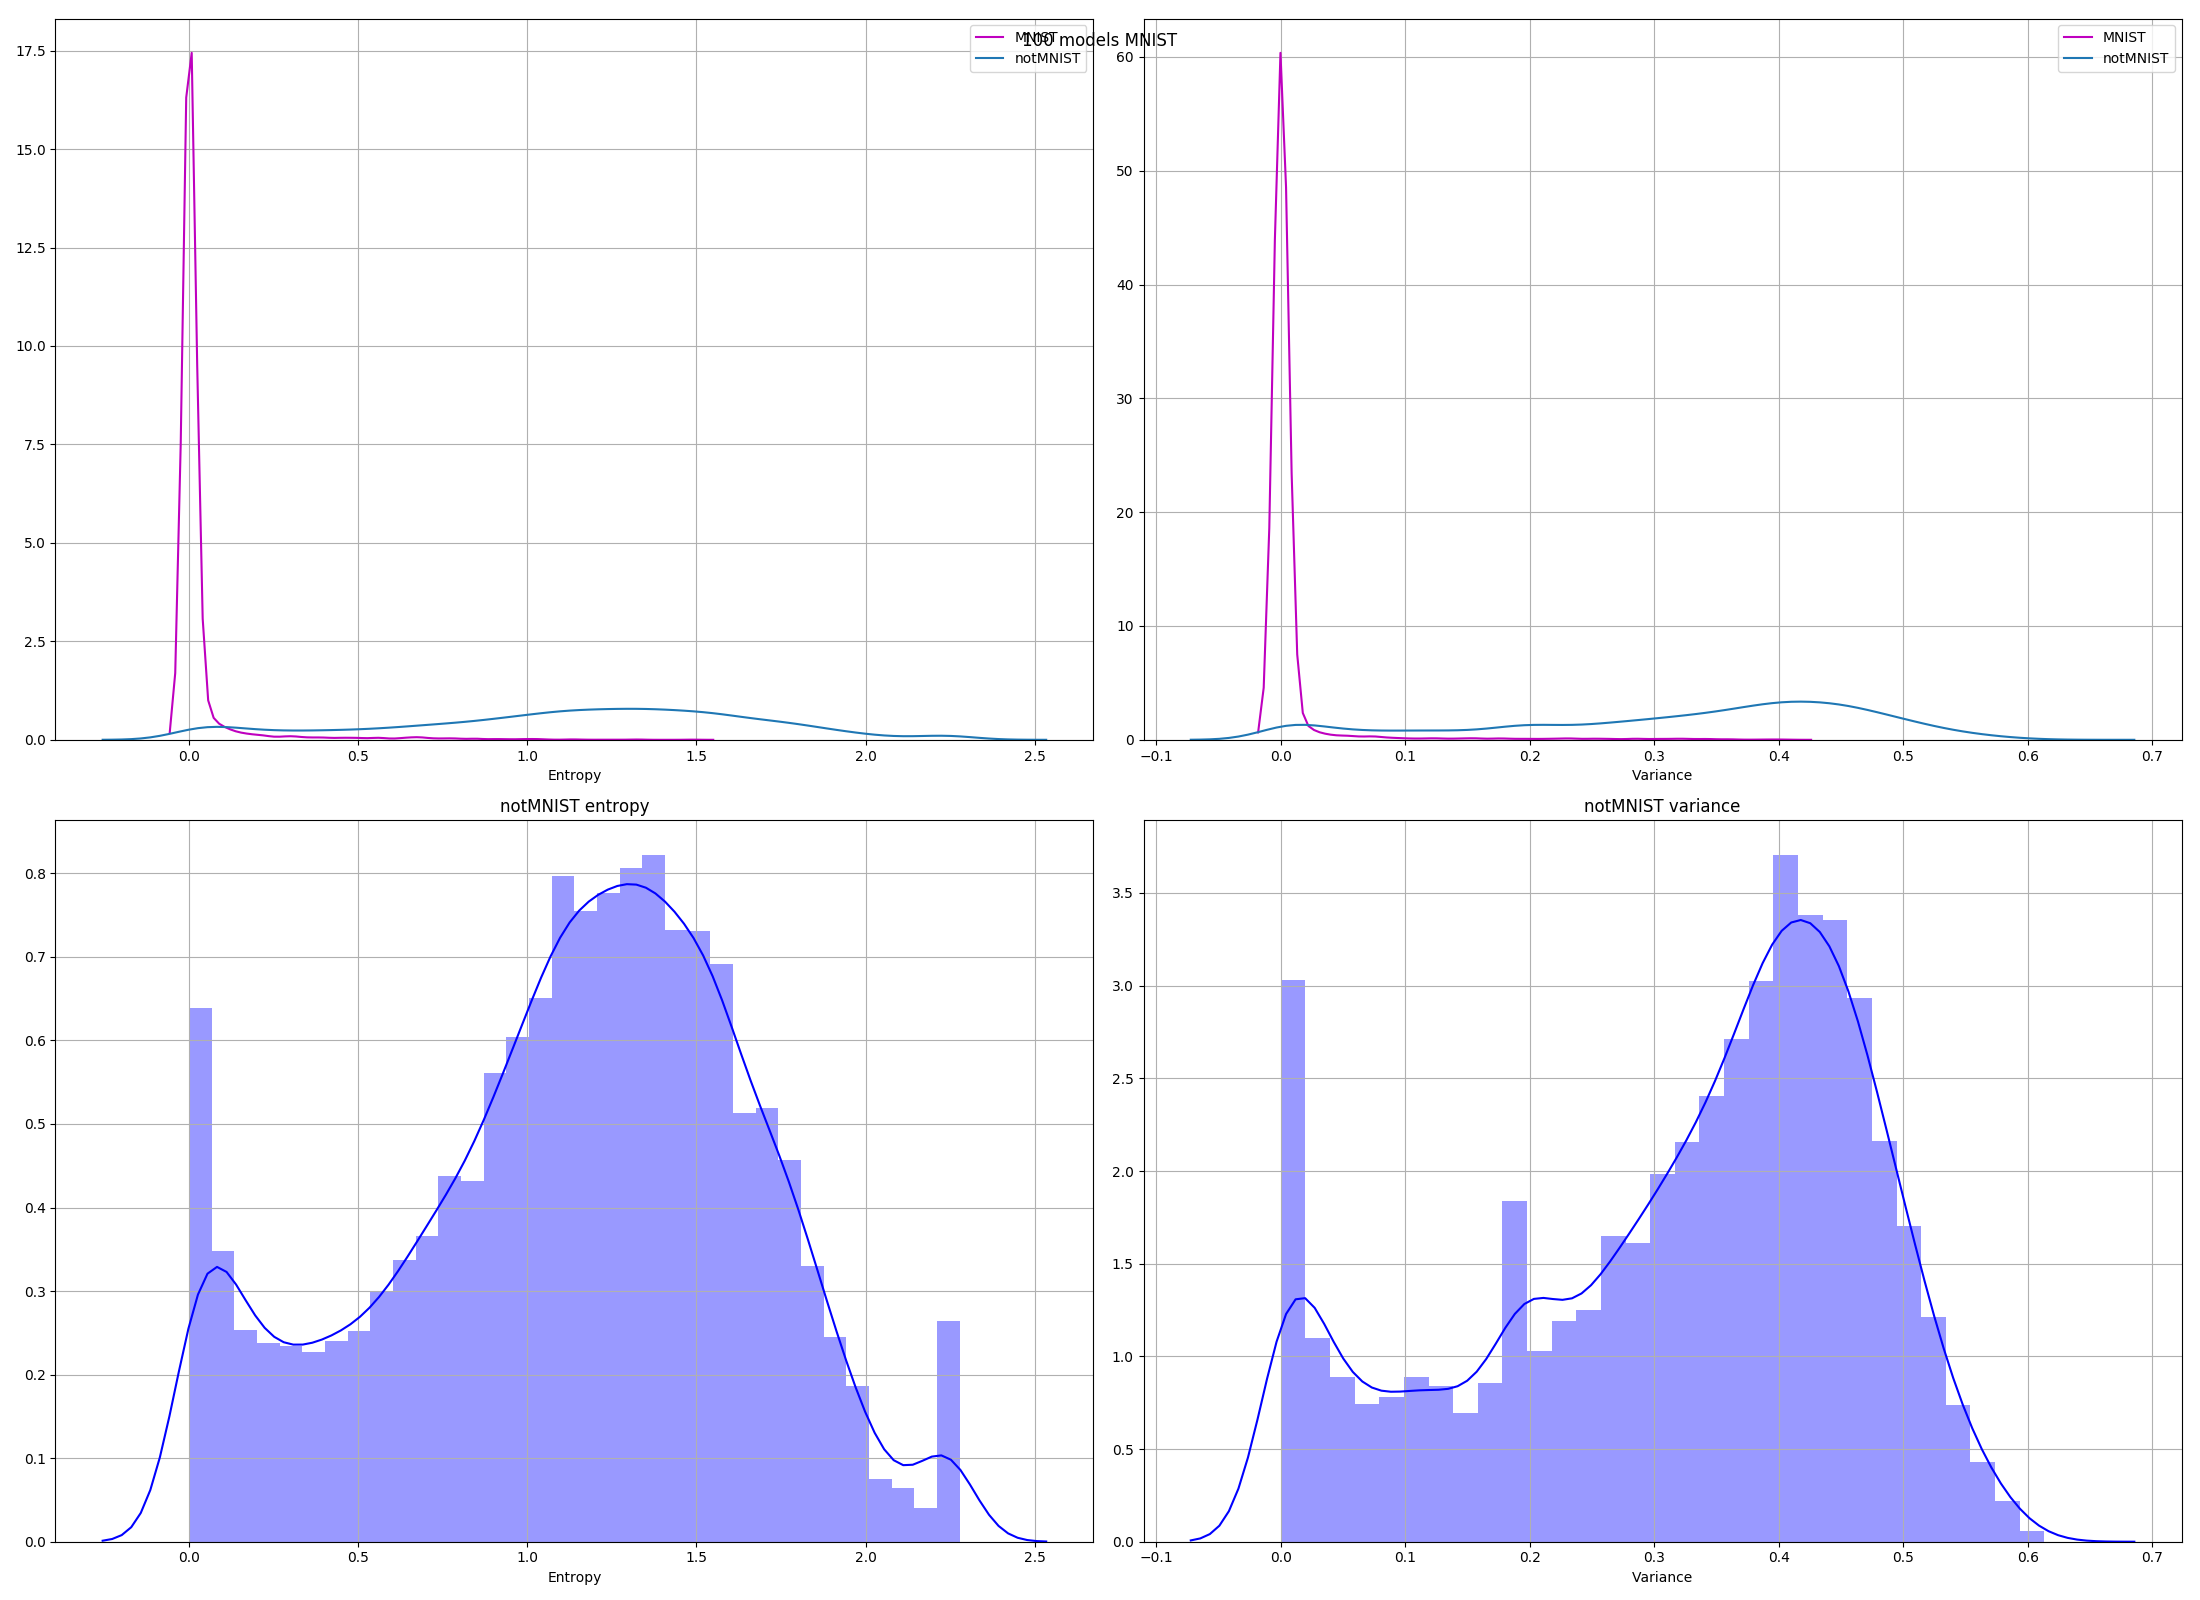 100 models MNIST
MNIST
notMNIST
17.5
15.0
12.5
10.0
7.5
5.0
2.5
0.0
0.0 0.5 1.0 1.5 2.0 2.5
Entropy
MNIST
notMNIST
60
50
40
30
20
10
0
−0.1 0.0 0.1 0.2 0.3 0.4 0.5 0.6 0.7
Variance
notMNIST entropy
0.8
0.7
0.6
0.5
0.4
0.3
0.2
0.1
0.0
0.0 0.5 1.0 1.5 2.0 2.5
Entropy
notMNIST variance
3.5
3.0
2.5
2.0
1.5
1.0
0.5
0.0
−0.1 0.0 0.1 0.2 0.3 0.4 0.5 0.6 0.7
Variance